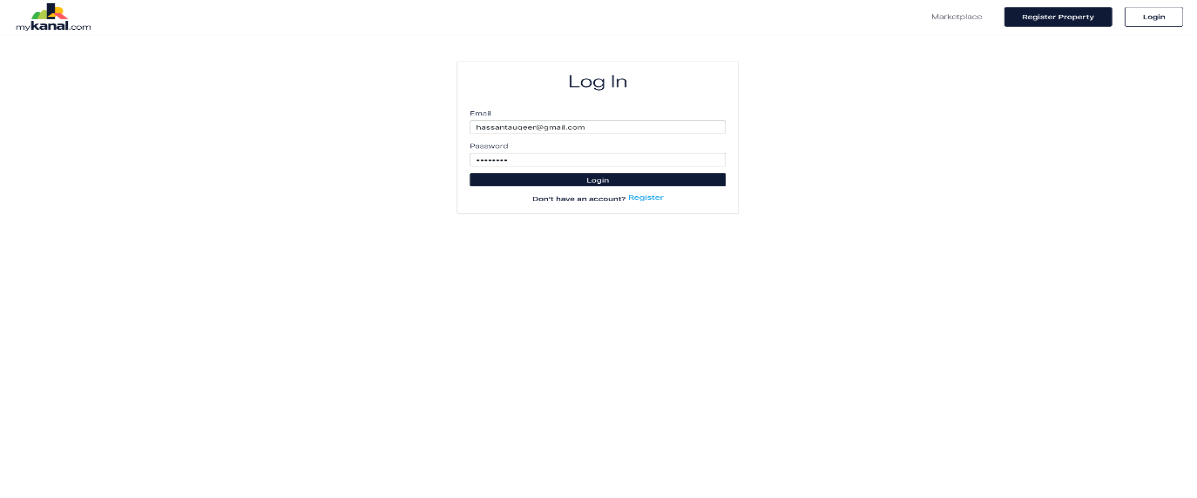 mykanal.com
Marketplace
Register Property
Login
Log In
Email
hassantauqeer@gmail.com
Password
••••••••
Login
Don't have an account? Register